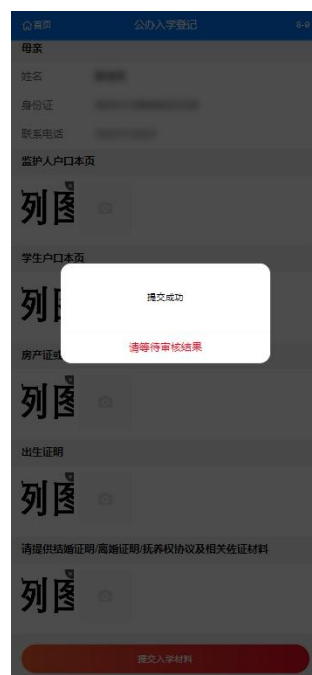 首页 公办入学登记 8-9
母亲
姓名
身份证
联系电话
监护人户口本页
列图
学生户口本页
列
提交成功
请等待审核结果
房产证或
列图
出生证明
列图
请提供结婚证明/离婚证明/抚养权协议及相关佐证材料
列图
提交入学材料